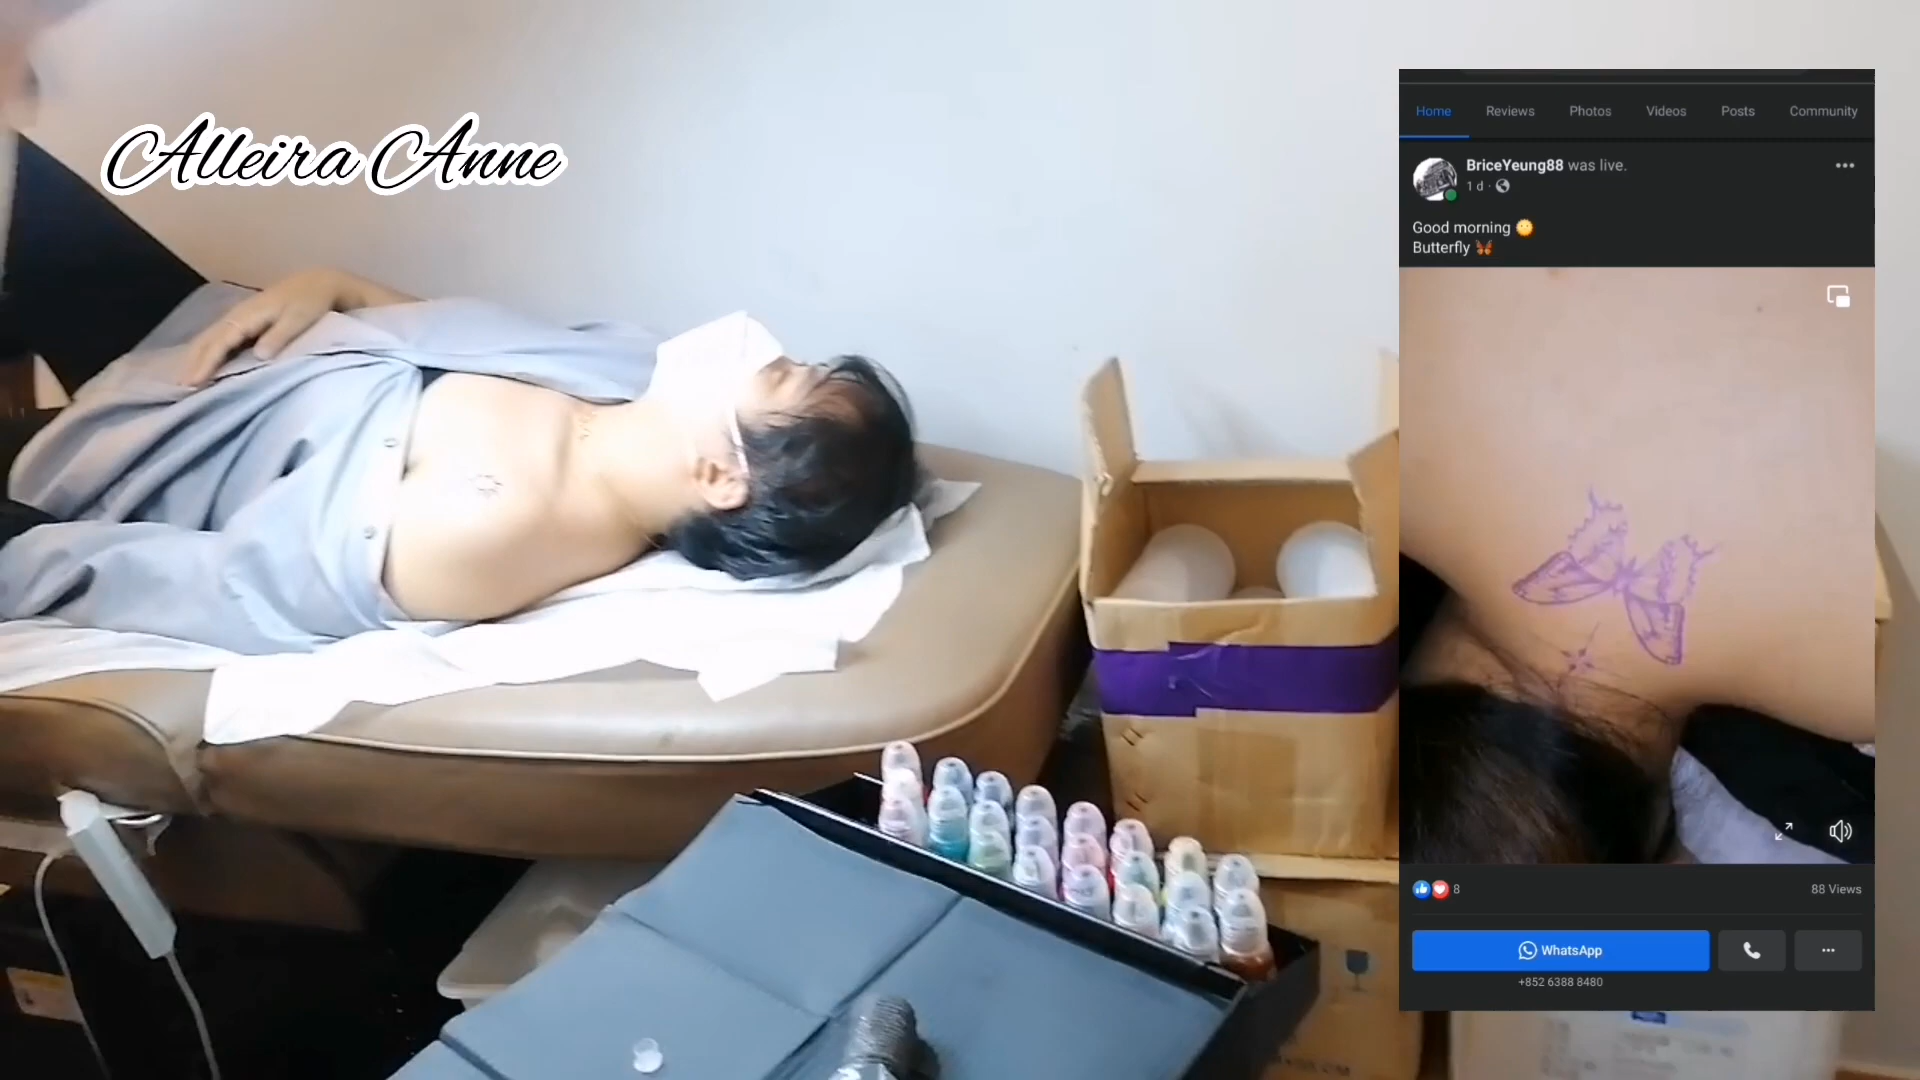 Alleira Anne
Home Reviews Photos Videos Posts Community
BriceYeung88 was live.
1 d ·
Good morning 🌞
Butterfly 🦋
8 88 Views
WhatsApp
+852 6388 8480